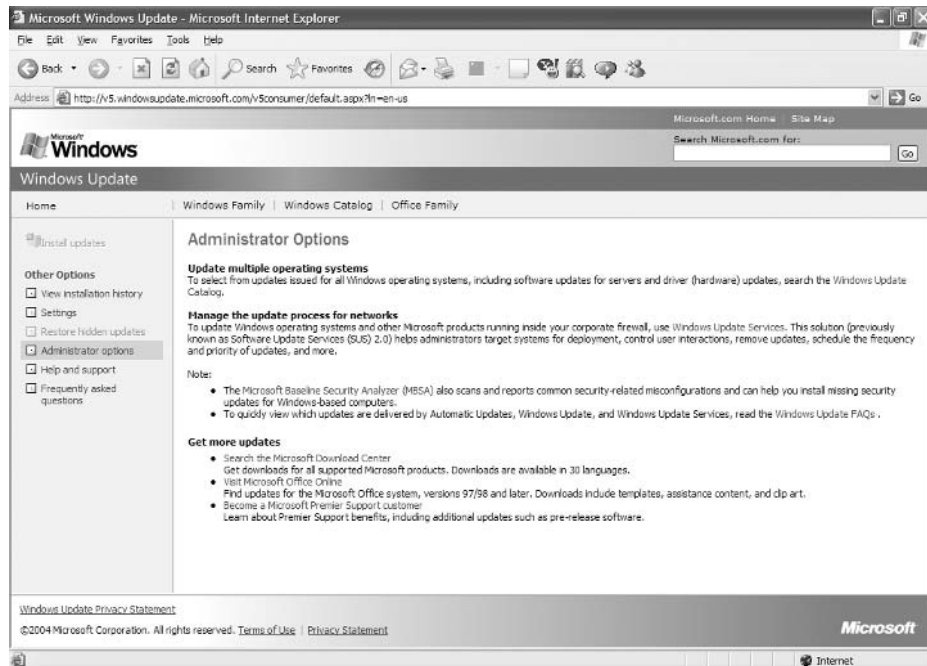 Microsoft Windows Update - Microsoft Internet Explorer
File Edit View Favorites Tools Help
Back Search Favorites
Address http://v5.windowsupdate.microsoft.com/v5consumer/default.aspx?ln=en-us Go
Microsoft.com Home | Site Map
Microsoft
Windows
Search Microsoft.com for:
Go
Windows Update
Home | Windows Family | Windows Catalog | Office Family
Install updates
Other Options
View installation history
Settings
Restore hidden updates
Administrator options
Help and support
Frequently asked
questions
Administrator Options
Update multiple operating systems
To select from updates issued for all Windows operating systems, including software updates for servers and driver (hardware) updates, search the Windows Update
Catalog.
Manage the update process for networks
To update Windows operating systems and other Microsoft products running inside your corporate firewall, use Windows Update Services. This solution (previously
known as Software Update Services (SUS) 2.0) helps administrators target systems for deployment, control user interactions, remove updates, schedule the frequency
and priority of updates, and more.
Note:
• The Microsoft Baseline Security Analyzer (MBSA) also scans and reports common security-related misconfigurations and can help you install missing security
updates for Windows-based computers.
• To quickly view which updates are delivered by Automatic Updates, Windows Update, and Windows Update Services, read the Windows Update FAQs .
Get more updates
• Search the Microsoft Download Center
Get downloads for all supported Microsoft products. Downloads are available in 30 languages.
• Visit Microsoft Office Online
Find updates for the Microsoft Office system, versions 97/98 and later. Downloads include templates, assistance content, and clip art.
• Become a Microsoft Premier Support customer
Learn about Premier Support benefits, including additional updates such as pre-release software.
Windows Update Privacy Statement
©2004 Microsoft Corporation. All rights reserved. Terms of Use | Privacy Statement
Microsoft
Internet